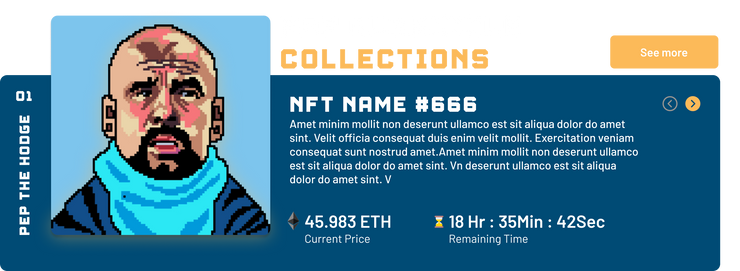 COLLECTIONS
See more
01
PEP THE HODGE
NFT NAME #666
Amet minim mollit non deserunt ullamco est sit aliqua dolor do amet
sint. Velit officia consequat duis enim velit mollit. Exercitation veniam
consequat sunt nostrud amet.Amet minim mollit non deserunt ullamco
est sit aliqua dolor do amet sint. Vn deserunt ullamco est sit aliqua
dolor do amet sint. V
45.983 ETH
Current Price
18 Hr : 35Min : 42Sec
Remaining Time